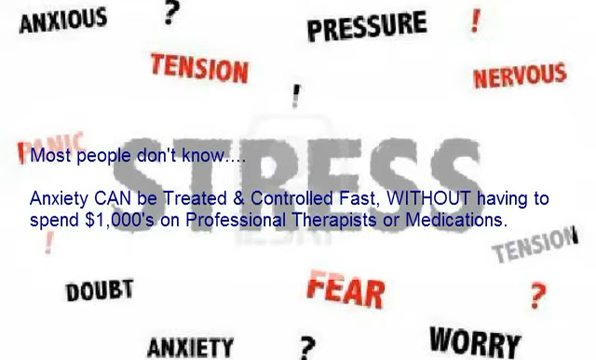 ANXIOUS ? PRESSURE !
TENSION ! NERVOUS
PANIC
STRESS
Most people don't know....
Anxiety CAN be Treated & Controlled Fast, WITHOUT having to
spend $1,000's on Professional Therapists or Medications.
! TENSION
DOUBT FEAR ?
ANXIETY ? WORRY